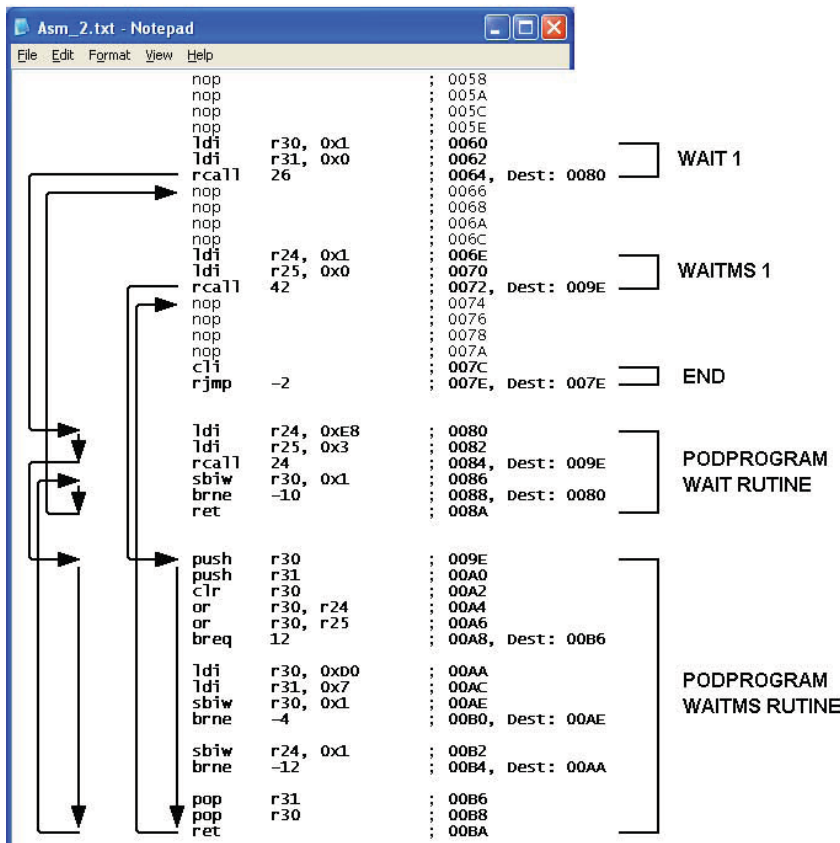 Asm_2.txt - Notepad
File Edit Format View Help
nop ; 0058
nop ; 005A
nop ; 005C
nop ; 005E
ldi r30, 0x1 ; 0060
ldi r31, 0x0 ; 0062
WAIT 1
rcall 26 ; 0064, Dest: 0080
nop ; 0066
nop ; 0068
nop ; 006A
nop ; 006C
ldi r24, 0x1 ; 006E
ldi r25, 0x0 ; 0070
WAITMS 1
rcall 42 ; 0072, Dest: 009E
nop ; 0074
nop ; 0076
nop ; 0078
nop ; 007A
cli ; 007C
END
rjmp -2 ; 007E, Dest: 007E
ldi r24, 0xE8 ; 0080
ldi r25, 0x3 ; 0082
rcall 24 ; 0084, Dest: 009E
PODPROGRAM
WAIT RUTINE
sbiw r30, 0x1 ; 0086
brne -10 ; 0088, Dest: 0080
ret ; 008A
push r30 ; 009E
push r31 ; 00A0
clr r30 ; 00A2
or r30, r24 ; 00A4
or r30, r25 ; 00A6
breq 12 ; 00A8, Dest: 00B6
ldi r30, 0xD0 ; 00AA
PODPROGRAM
WAITMS RUTINE
ldi r31, 0x7 ; 00AC
sbiw r30, 0x1 ; 00AE
brne -4 ; 00B0, Dest: 00AE
sbiw r24, 0x1 ; 00B2
brne -12 ; 00B4, Dest: 00AA
pop r31 ; 00B6
pop r30 ; 00B8
ret ; 00BA